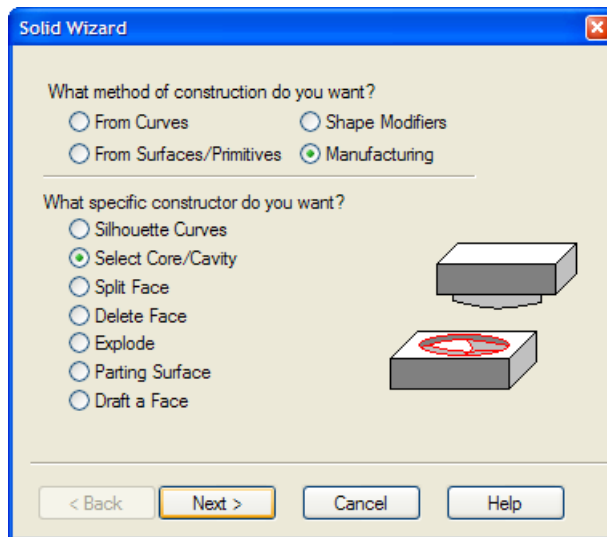 Solid Wizard
What method of construction do you want?
From Curves
Shape Modifiers
From Surfaces/Primitives
Manufacturing
What specific constructor do you want?
Silhouette Curves
Select Core/Cavity
Split Face
Delete Face
Explode
Parting Surface
Draft a Face
< Back
Next >
Cancel
Help